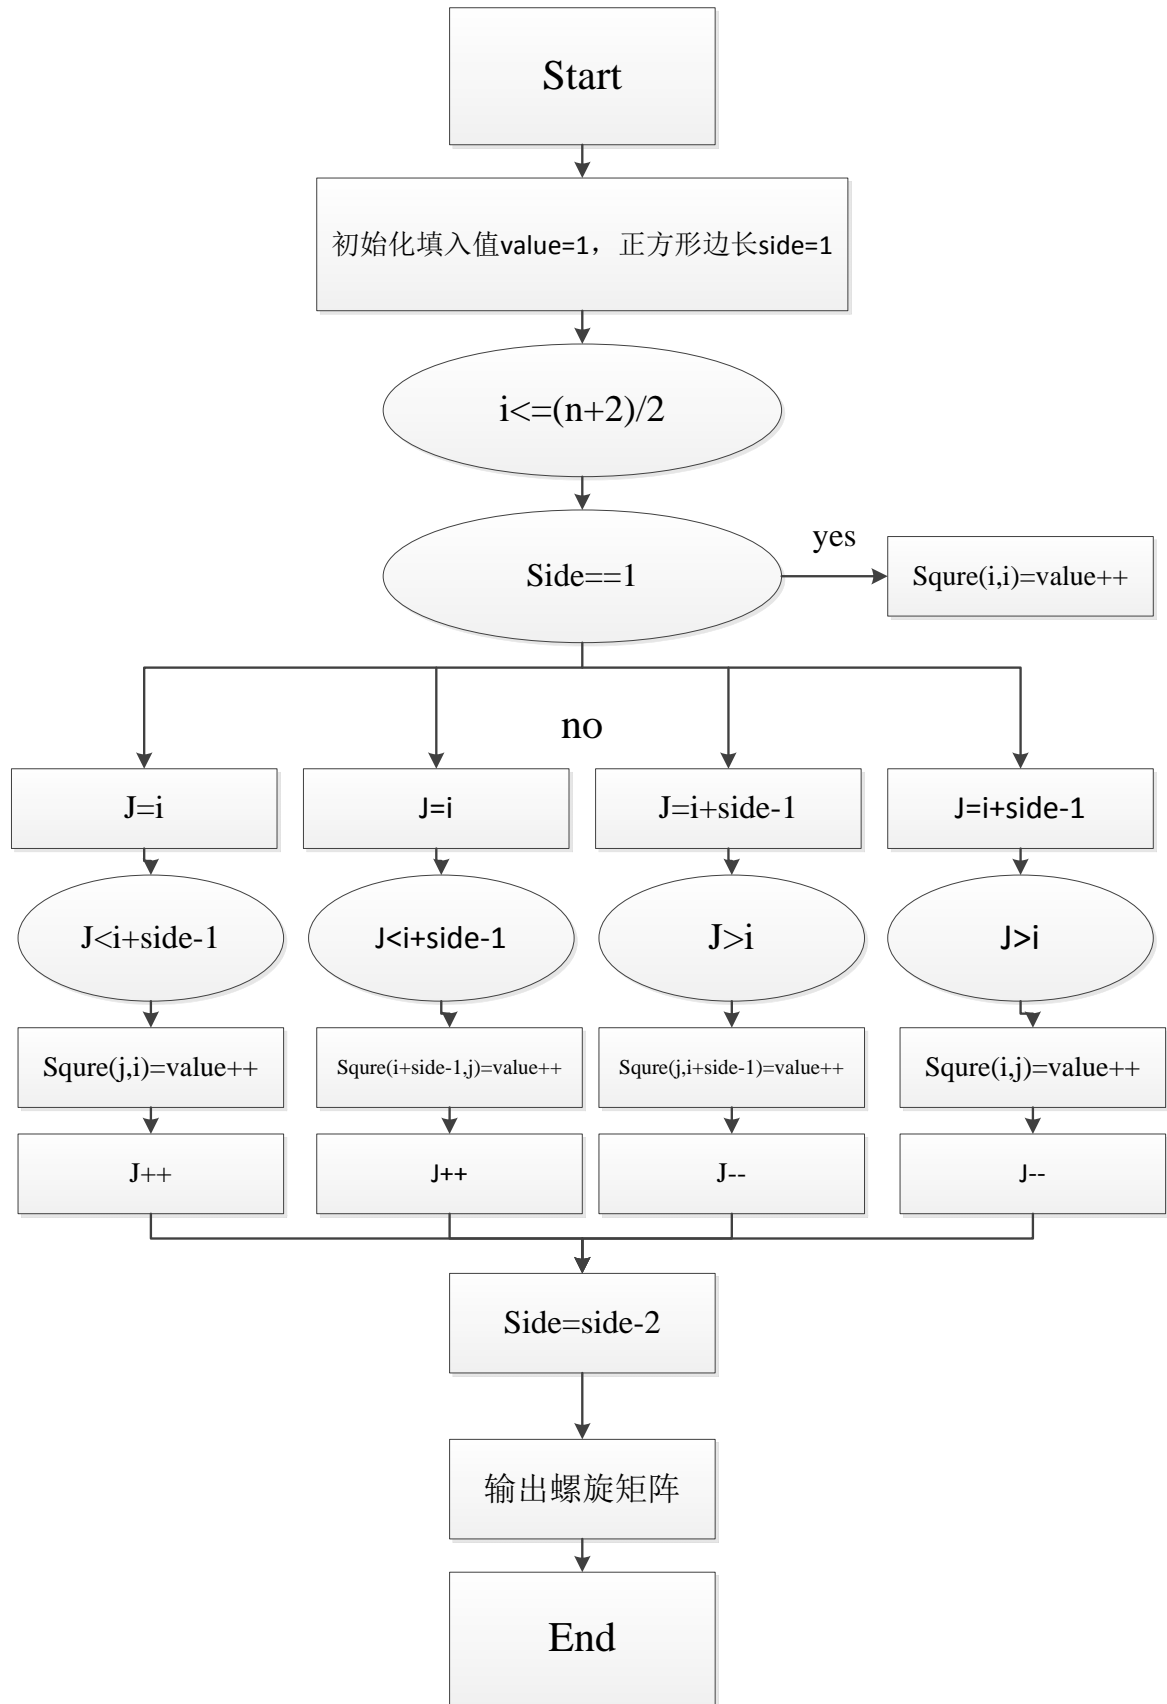 Start
初始化填入值value=1，正方形边长side=1
i<=(n+2)/2
Side==1
yes
Squre(i,i)=value++
no
J=i
J=i
J=i+side-1
J=i+side-1
J<i+side-1
J<i+side-1
J>i
J>i
Squre(j,i)=value++
Squre(i+side-1,j)=value++
Squre(j,i+side-1)=value++
Squre(i,j)=value++
J++
J++
J--
J--
Side=side-2
输出螺旋矩阵
End